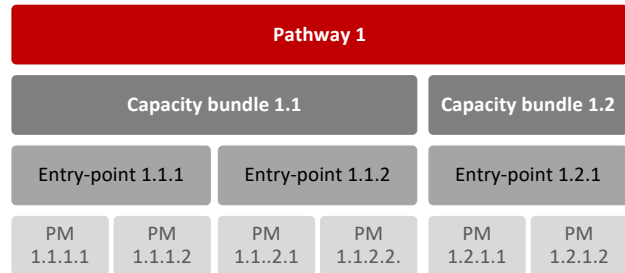 Pathway 1
Capacity bundle 1.1
Capacity bundle 1.2
Entry-point 1.1.1
Entry-point 1.1.2
Entry-point 1.2.1
PM
1.1.1.1
PM
1.1.1.2
PM
1.1..2.1
PM
1.1.2.2.
PM
1.2.1.1
PM
1.2.1.2